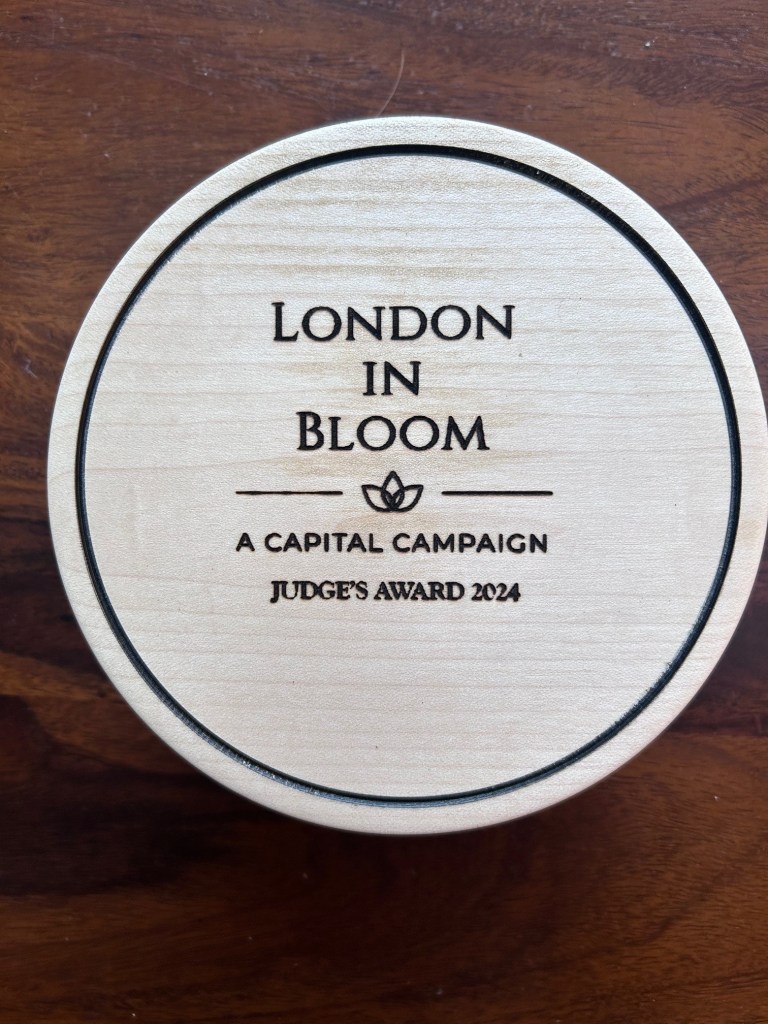 LONDON
IN
BLOOM
A CAPITAL CAMPAIGN
JUDGE'S AWARD 2024